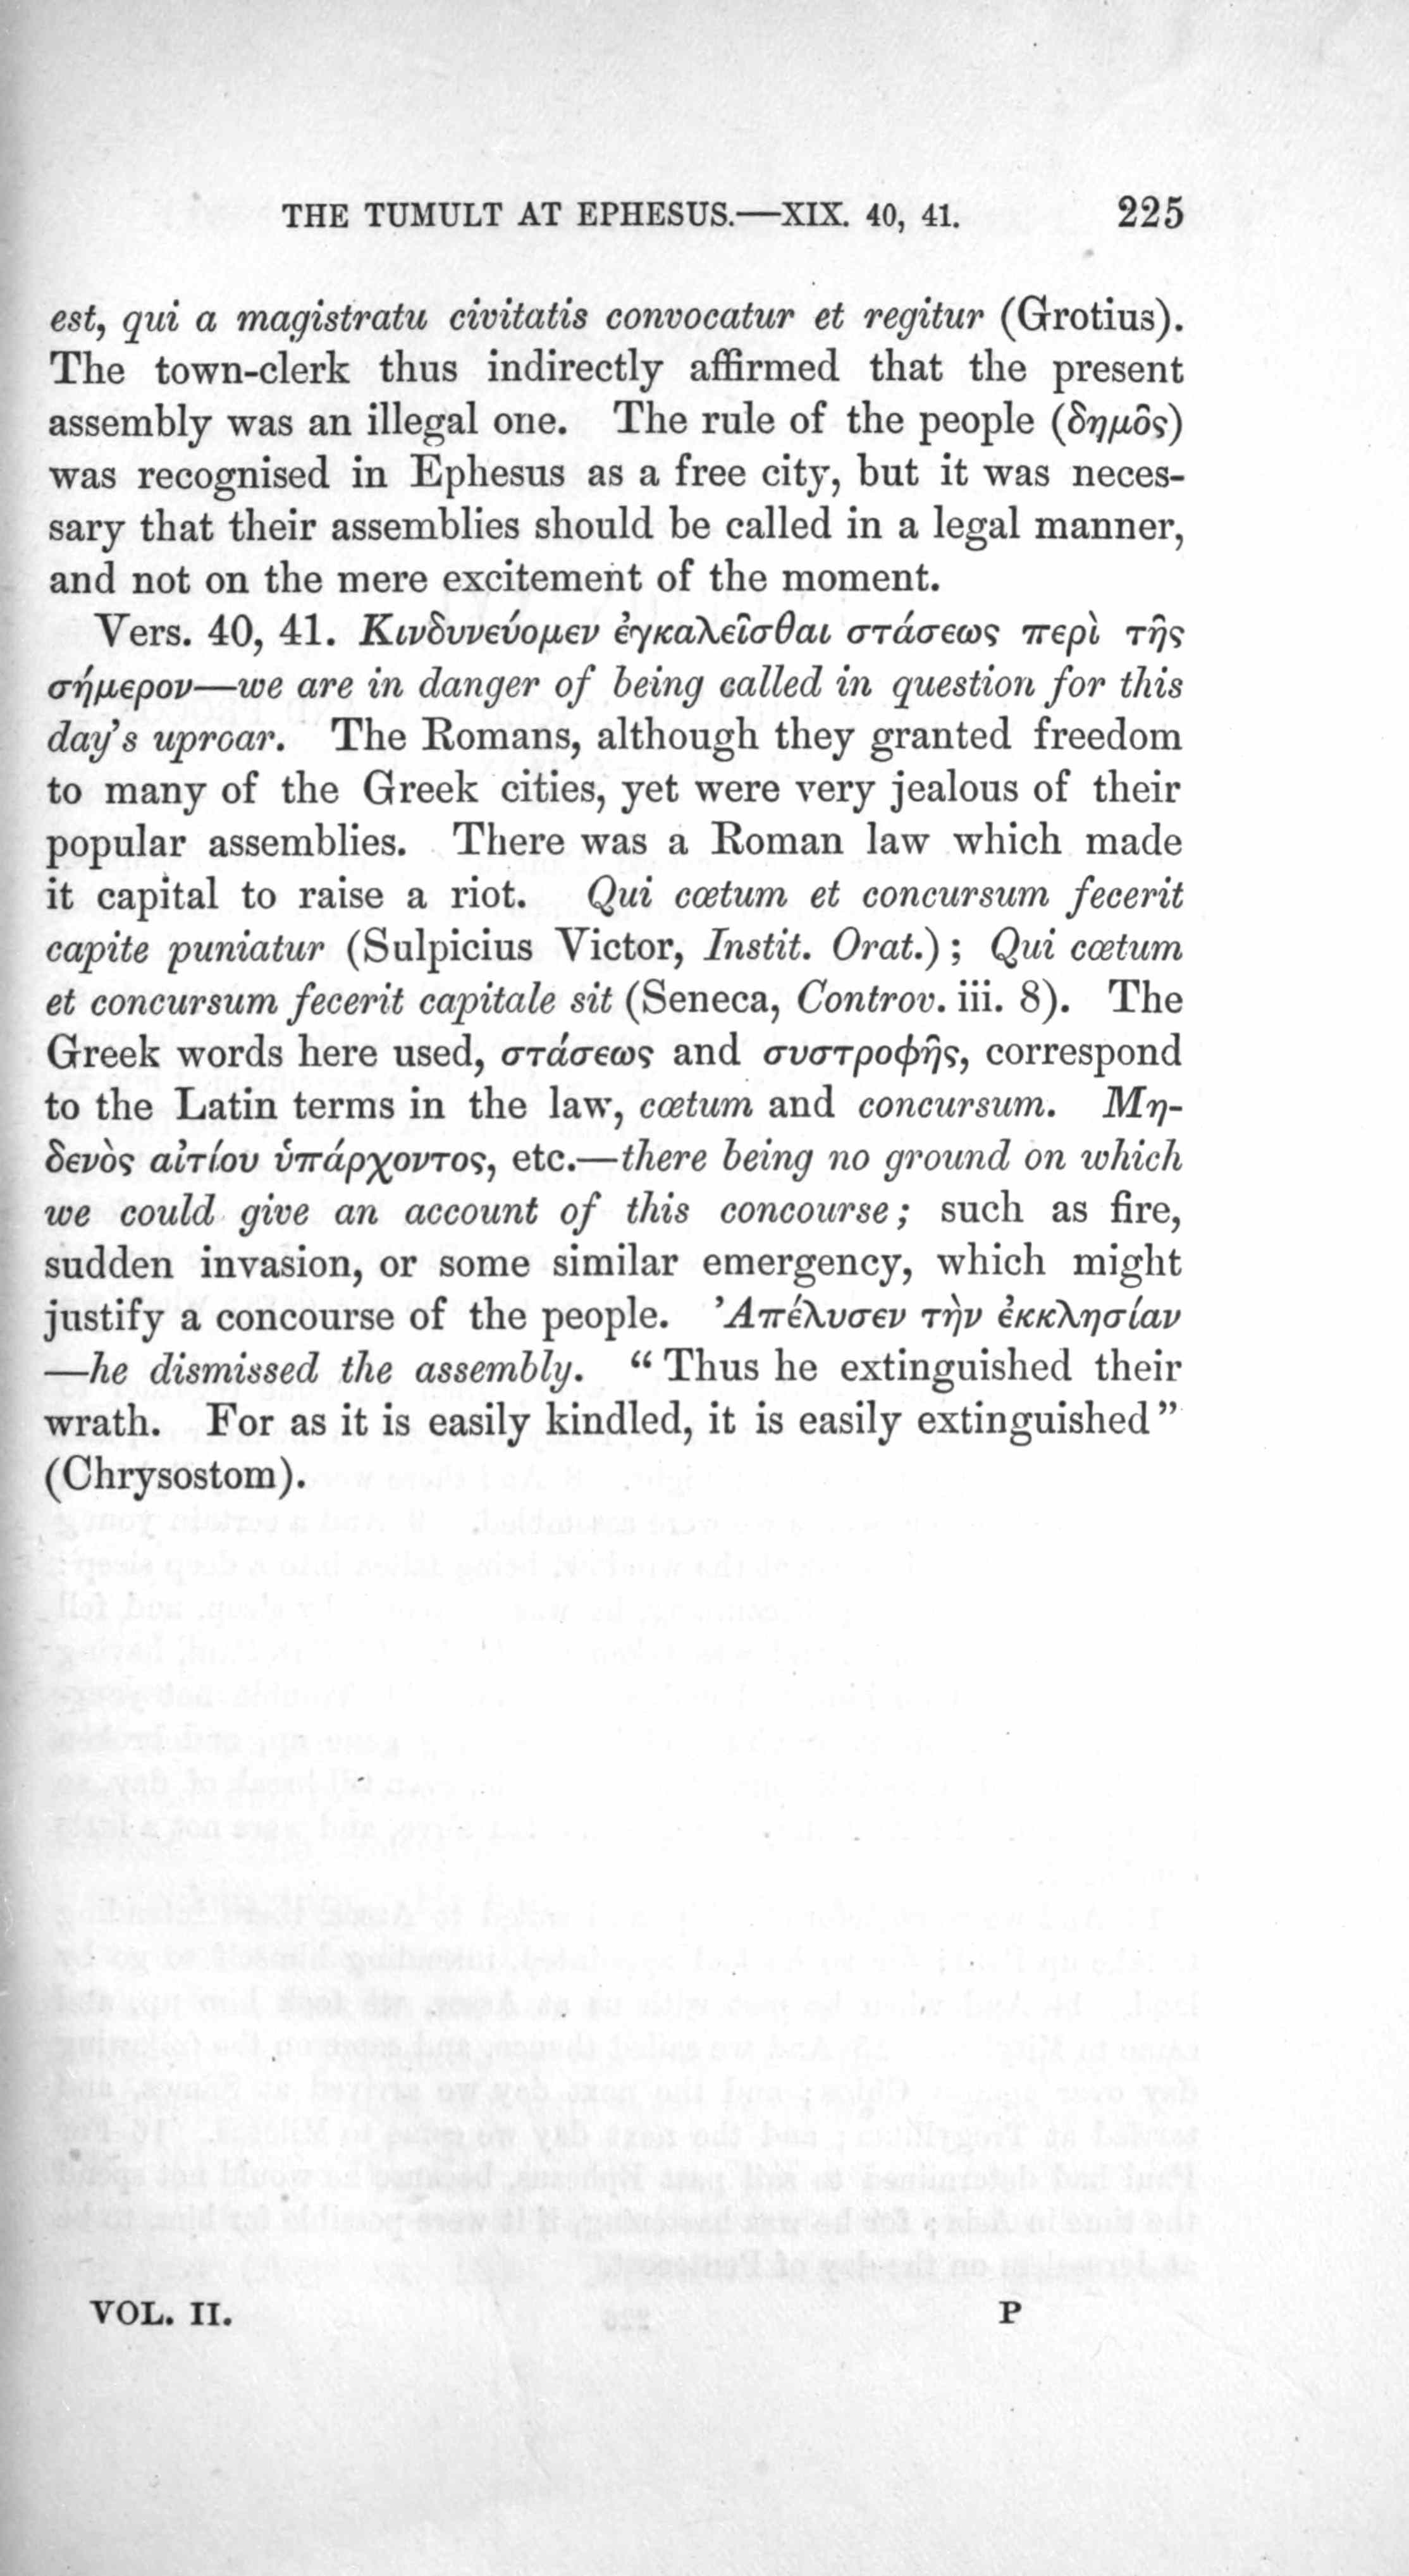 THE TUMULT AT EPHESUS.—XIX. 40, 41. 225
est, qui a magistratu civitatis convocatur et regitur (Grotius).
The town-clerk thus indirectly affirmed that the present
assembly was an illegal one. The rule of the people (δημο̂ς)
was recognised in Ephesus as a free city, but it was neces-
sary that their assemblies should be called in a legal manner,
and not on the mere excitement of the moment.
Vers. 40, 41. Κινδυνεύομεν ἐγκαλεῖσθαι στάσεως περὶ τῆς
σήμερον—we are in danger of being called in question for this
day's uproar. The Romans, although they granted freedom
to many of the Greek cities, yet were very jealous of their
popular assemblies. There was a Roman law which made
it capital to raise a riot. Qui cœtum et concursum fecerit
capite puniatur (Sulpicius Victor, Instit. Orat.); Qui cœtum
et concursum fecerit capitale sit (Seneca, Controv. iii. 8). The
Greek words here used, στάσεως and συστροφῆς, correspond
to the Latin terms in the law, cœtum and concursum. Μη-
δενὸς αἰτίου ὑπάρχοντος, etc.—there being no ground on which
we could give an account of this concourse; such as fire,
sudden invasion, or some similar emergency, which might
justify a concourse of the people. Ἀπέλυσεν τὴν ἐκκλησίαν
—he dismissed the assembly. “Thus he extinguished their
wrath. For as it is easily kindled, it is easily extinguished”
(Chrysostom).
VOL. II. P